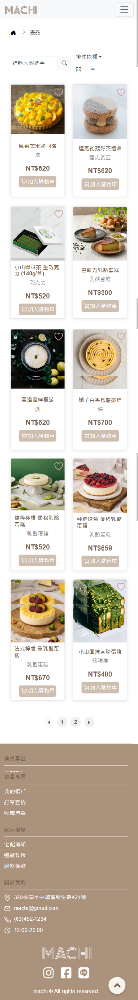 MACHI
產品
請輸入關鍵字
排序依據
鳳梨芒果起司塔
塔
NT$620
加入購物車
達克瓦茲好茶禮盒
達克瓦茲
NT$620
加入購物車
小山園抹茶 生巧克
力 (140g/盒)
巧克力
NT$520
加入購物車
巴斯克乳酪蛋糕
乳酪蛋糕
NT$300
加入購物車
黃澄澄檸檬派
派
NT$620
加入購物車
梔子百香烏龍茶塔
塔
NT$700
加入購物車
純粹檸檬 優格乳酪
蛋糕
乳酪蛋糕
NT$520
加入購物車
純粹玫莓 優格乳酪
蛋糕
乳酪蛋糕
NT$659
加入購物車
法式檸香 重乳酪蛋
糕
乳酪蛋糕
NT$670
加入購物車
小山園抹茶磅蛋糕
磅蛋糕
NT$480
加入購物車
1
2
會員專區
會員專區
我的帳戶
訂單查詢
收藏清單
客戶服務
宅配須知
退款政策
服務條款
關於我們
320桃園市中壢區新生路421號
machi@gmail.com
(03)452-1234
12:00-20:00
MACHI
LINE
machi © All rights reserved.